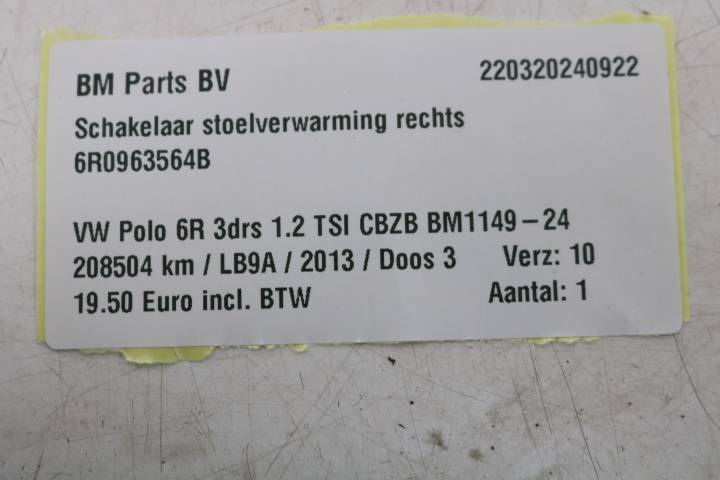 BM Parts BV 220320240922
Schakelaar stoelverwarming rechts
6R0963564B
VW Polo 6R 3drs 1.2 TSI CBZB BM1149-24
208504 km / LB9A / 2013 / Doos 3 Verz: 10
19.50 Euro incl. BTW Aantal: 1